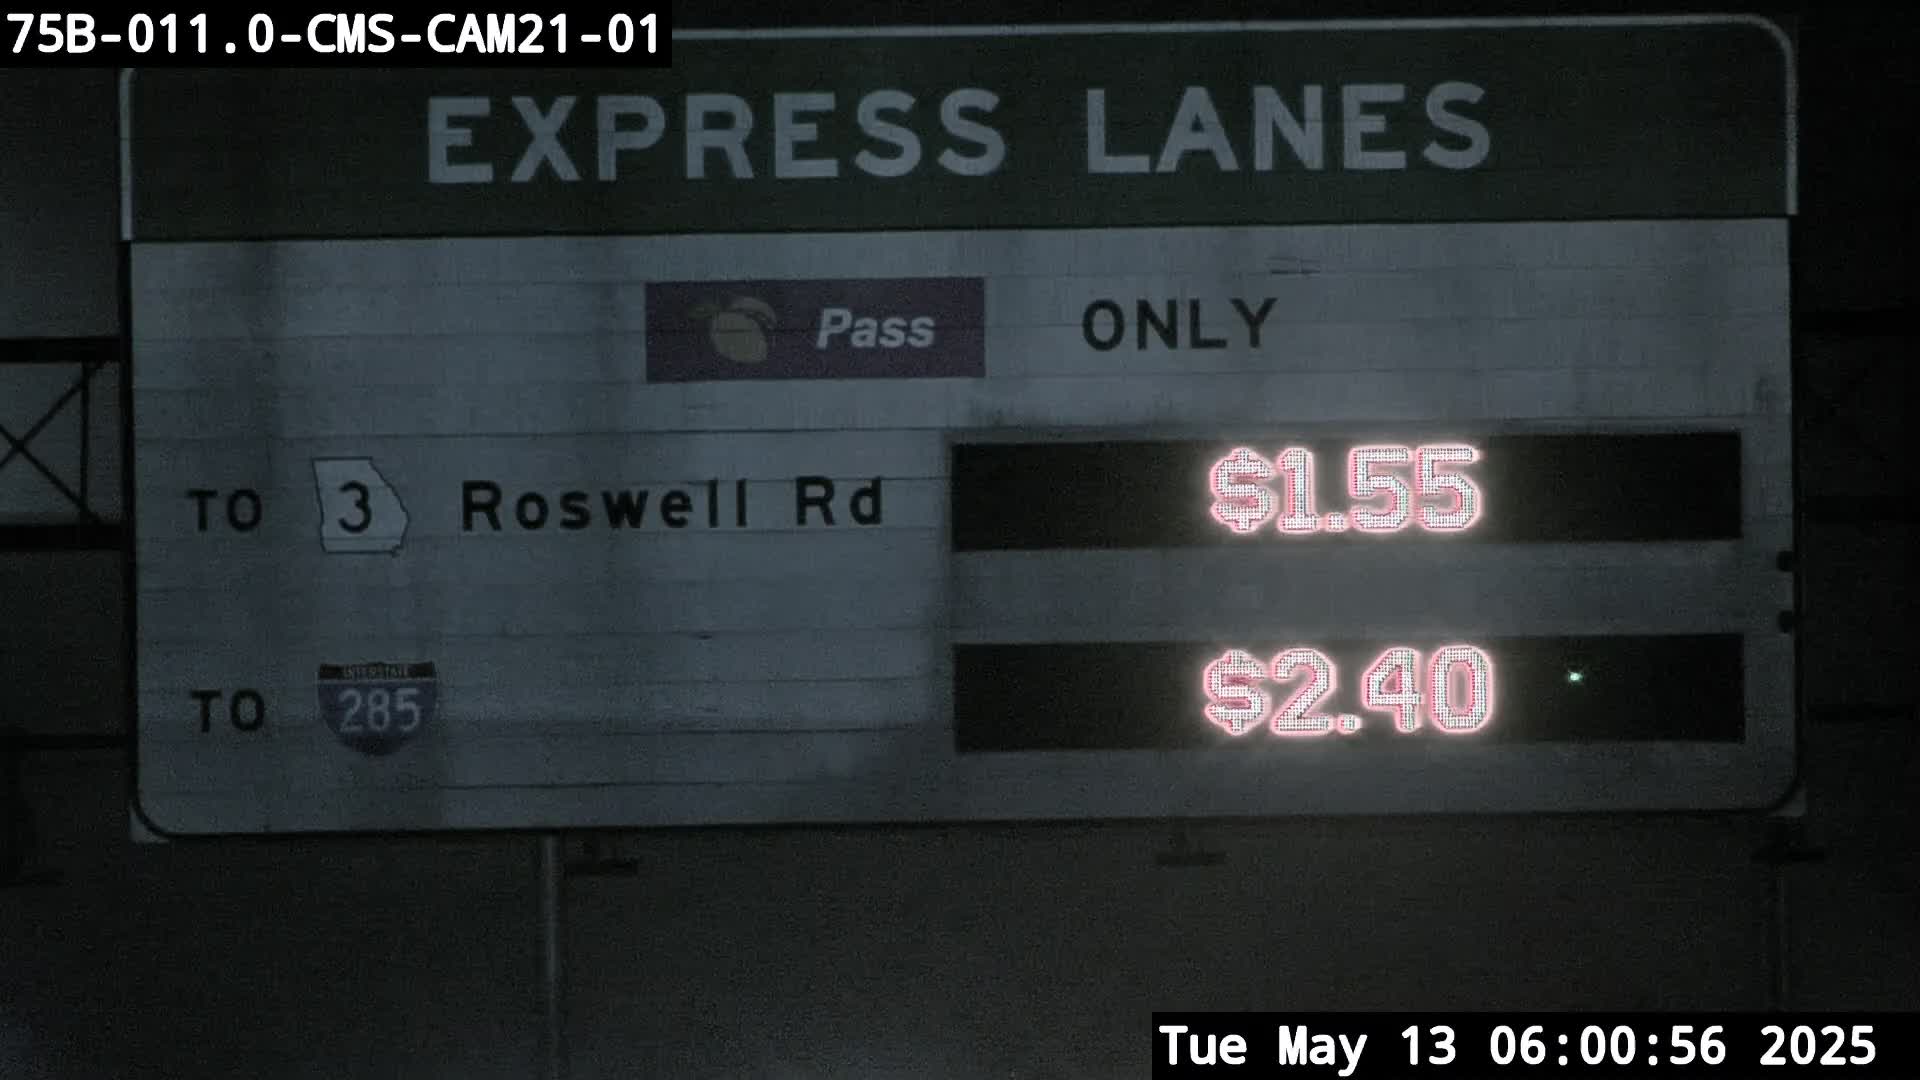 75B-011.0-CMS-CAM21-01
EXPRESS LANES
Pass ONLY
TO 3 Roswell Rd $1.55
INTERSTATE
TO 285 $2.40
Tue May 13 06:00:56 2025